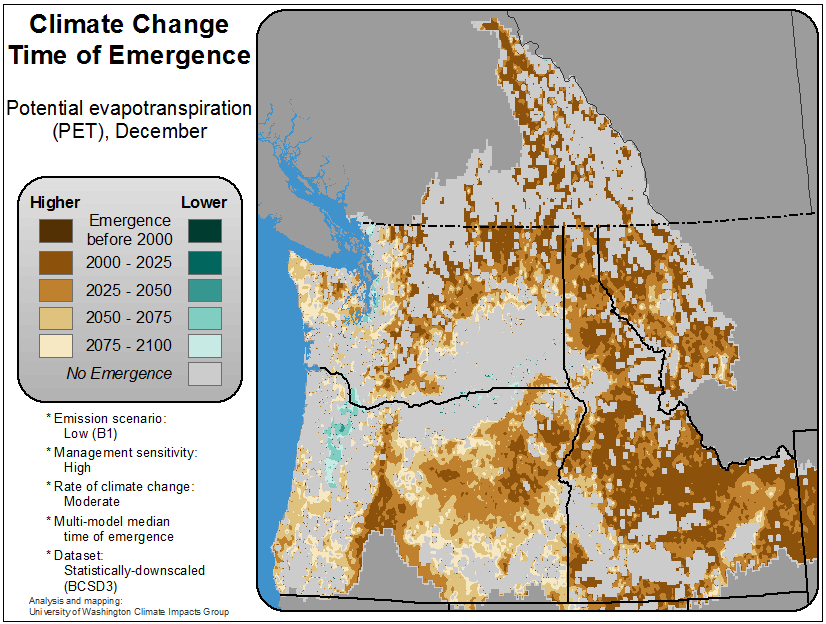 Climate Change
Time of Emergence
Potential evapotranspiration
(PET), December
Higher Lower
Emergence
before 2000
2000 - 2025
2025 - 2050
2050 - 2075
2075 - 2100
No Emergence
* Emission scenario:
Low (B1)
* Management sensitivity:
High
* Rate of climate change:
Moderate
* Multi-model median
time of emergence
* Dataset:
Statistically-downscaled
(BCSD3)
Analysis and mapping:
University of Washington Climate Impacts Group